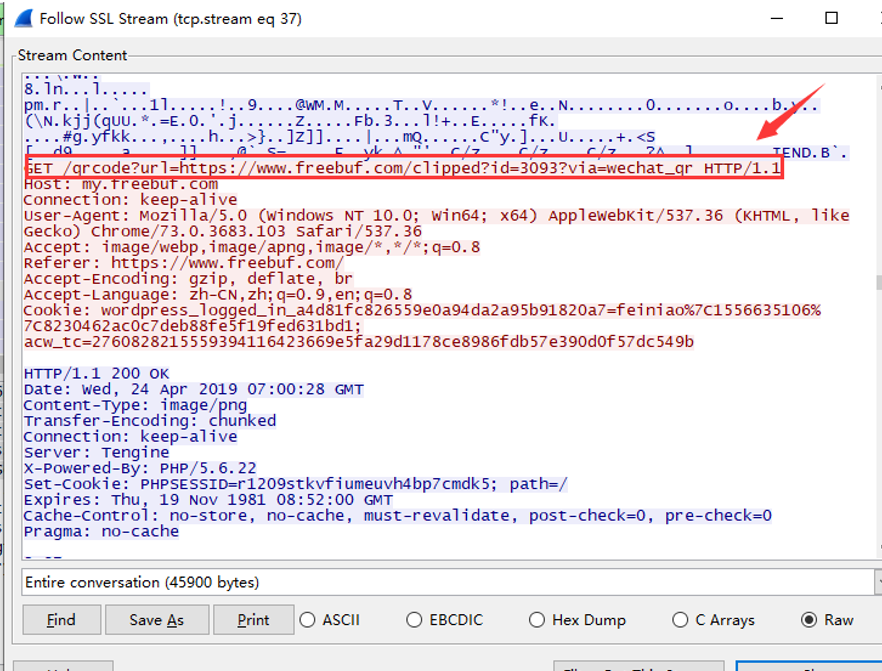 Follow SSL Stream (tcp.stream eq 37)
Stream Content
8.ln...l.....
pm.r..|..`...1l.....!..9....@WM.M.....T..V......*!..e..N........O.......o....b.y..
(\N.kjj(qUU.*.=E.O.'.j......Z.....Fb.3...l!+..E.....fK.
....#g.yfkk...,....h...>}..]Z]]....|...mQ......C"y.]...U.....+.<S
GET /qrcode?url=https://www.freebuf.com/clipped?id=3093?via=wechat_qr HTTP/1.1
Host: my.freebuf.com
Connection: keep-alive
User-Agent: Mozilla/5.0 (Windows NT 10.0; Win64; x64) AppleWebKit/537.36 (KHTML, like
Gecko) Chrome/73.0.3683.103 Safari/537.36
Accept: image/webp,image/apng,image/*,*/*;q=0.8
Referer: https://www.freebuf.com/
Accept-Encoding: gzip, deflate, br
Accept-Language: zh-CN,zh;q=0.9,en;q=0.8
Cookie: wordpress_logged_in_a4d81fc826559e0a94da2a95b91820a7=feiniao%7C1556635106%
7C8230462ac0c7deb88fe5f19fed631bd1;
acw_tc=2760828215559394116423669e5fa29d1178ce8986fdb57e390d0f57dc549b
HTTP/1.1 200 OK
Date: Wed, 24 Apr 2019 07:00:28 GMT
Content-Type: image/png
Transfer-Encoding: chunked
Connection: keep-alive
Server: Tengine
X-Powered-By: PHP/5.6.22
Set-Cookie: PHPSESSID=r1209stkvfiumeuvh4bp7cmdk5; path=/
Expires: Thu, 19 Nov 1981 08:52:00 GMT
Cache-Control: no-store, no-cache, must-revalidate, post-check=0, pre-check=0
Pragma: no-cache
Entire conversation (45900 bytes)
Find Save As Print ASCII EBCDIC Hex Dump C Arrays Raw